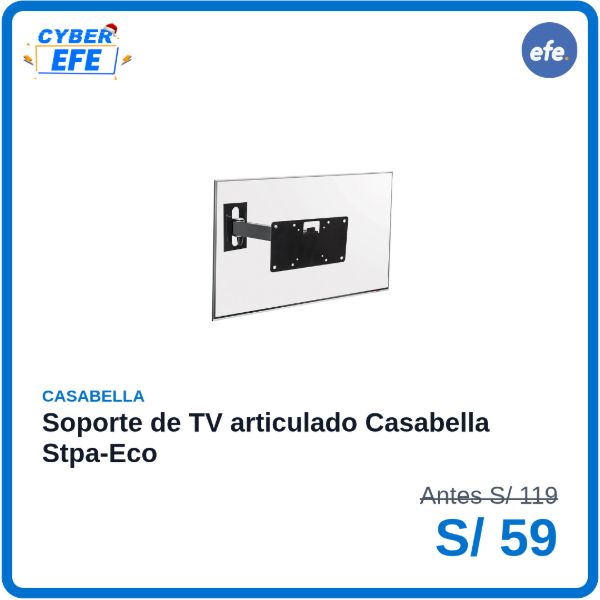 CYBER
EFE
efe.
CASABELLA
Soporte de TV articulado Casabella
Stpa-Eco
Antes S/ 119
S/ 59